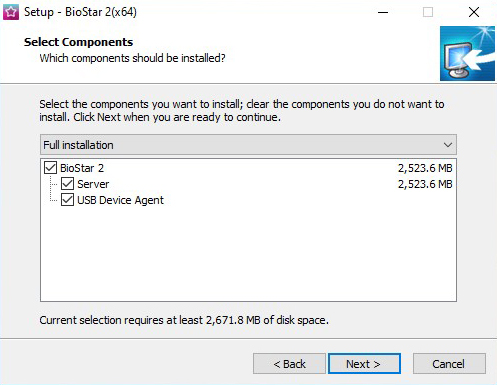 Setup - BioStar 2(x64)
Select Components
Which components should be installed?
Select the components you want to install; clear the components you do not want to
install. Click Next when you are ready to continue.
Full installation
BioStar 2 2,523.6 MB
Server 2,523.6 MB
USB Device Agent
Current selection requires at least 2,671.8 MB of disk space.
< Back Next > Cancel